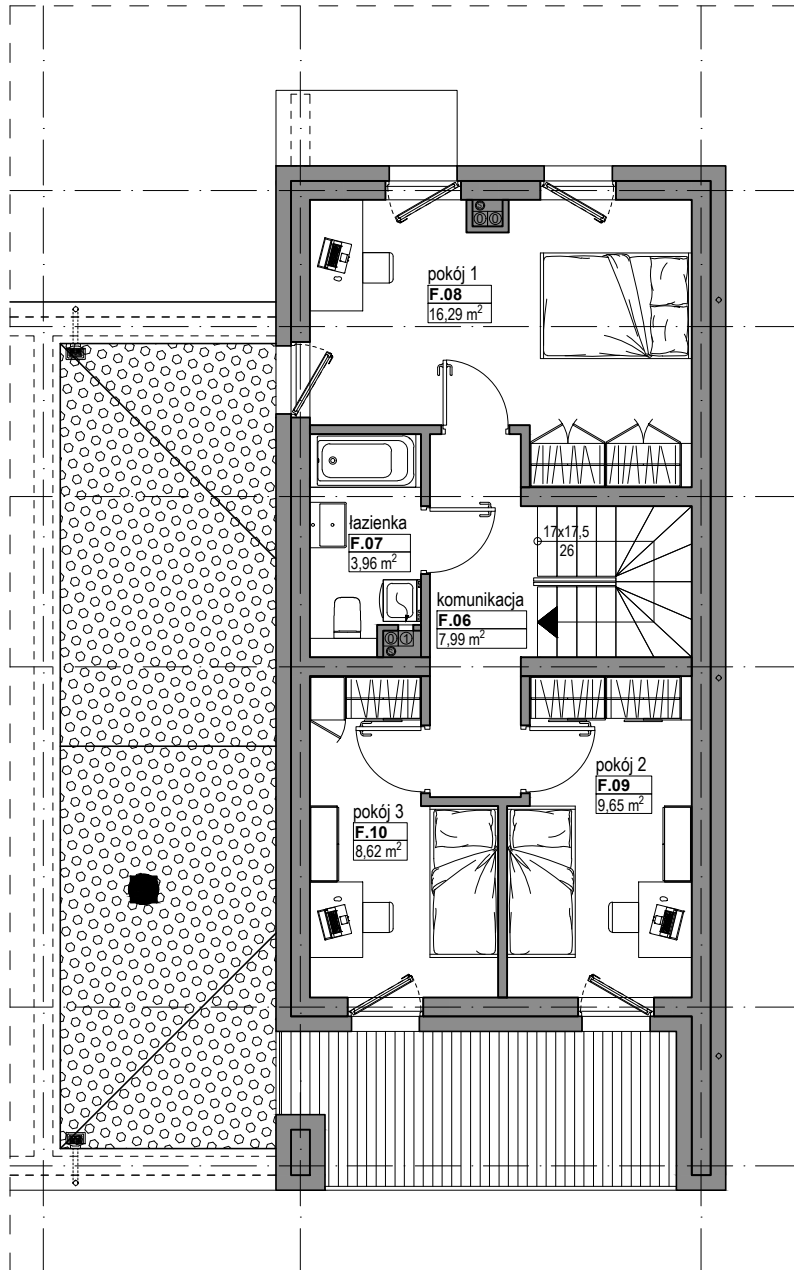 pokój 1
F.08
16,29 m²
łazienka
F.07
3,96 m²
17x17,5
26
komunikacja
F.06
7,99 m²
pokój 2
F.09
9,65 m²
pokój 3
F.10
8,62 m²